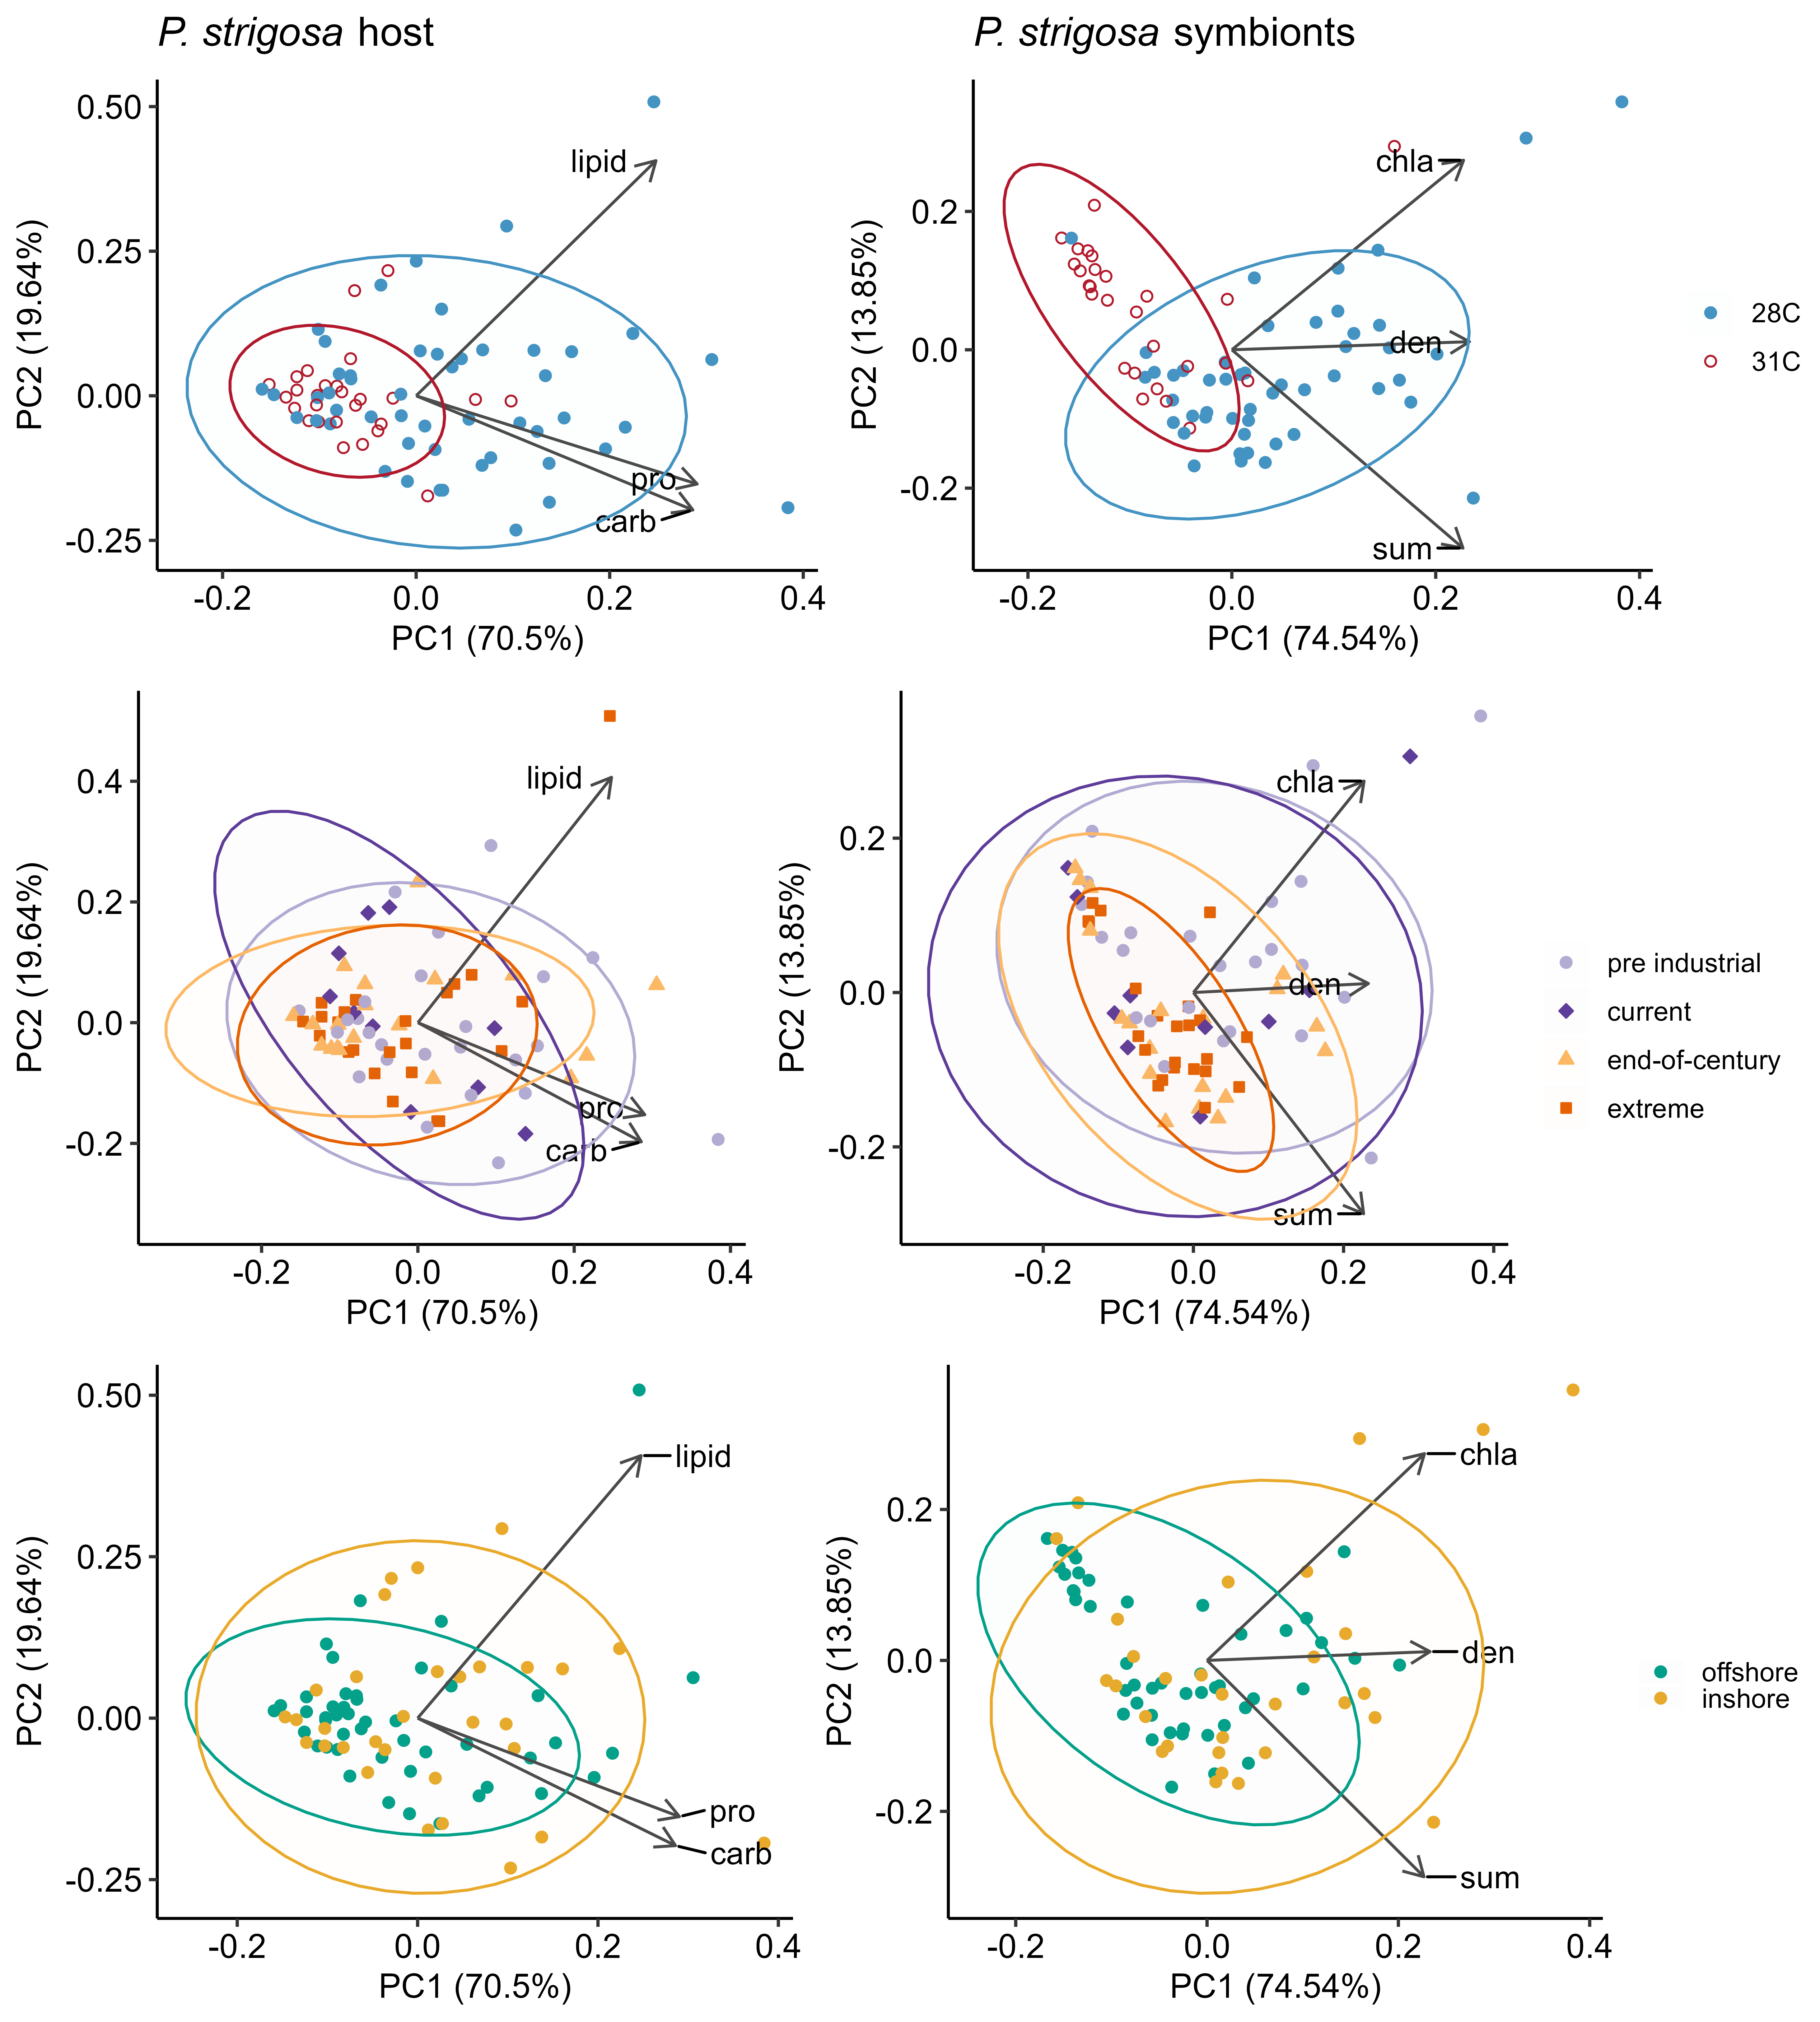 P. strigosa host
P. strigosa symbionts
PC2 (19.64%)
0.50
0.25
0.00
-0.25
lipid
pro
carb
-0.2
0.0
0.2
0.4
PC1 (70.5%)
PC2 (13.85%)
0.2
0.0
-0.2
chla
den
sum
-0.2
0.0
0.2
0.4
PC1 (74.54%)
28C
31C
PC2 (19.64%)
0.4
0.2
0.0
-0.2
lipid
pro
carb
-0.2
0.0
0.2
0.4
PC1 (70.5%)
PC2 (13.85%)
0.2
0.0
-0.2
chla
den
sum
-0.2
0.0
0.2
0.4
PC1 (74.54%)
pre industrial
current
end-of-century
extreme
PC2 (19.64%)
0.50
0.25
0.00
-0.25
lipid
pro
carb
-0.2
0.0
0.2
0.4
PC1 (70.5%)
PC2 (13.85%)
0.2
0.0
-0.2
chla
den
sum
-0.2
0.0
0.2
0.4
PC1 (74.54%)
offshore
inshore